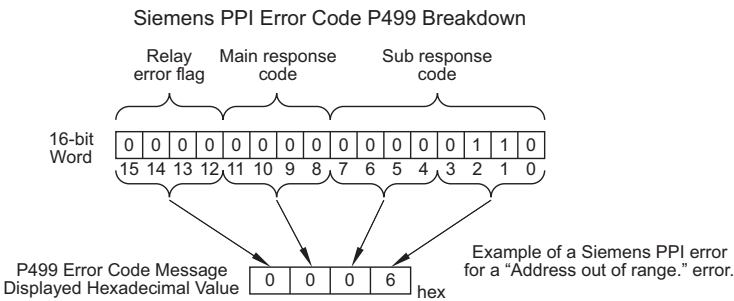 Siemens PPI Error Code P499 Breakdown
Relay error flag
Main response code
Sub response code
16-bit Word
0 0 0 0 0 0 0 0 0 0 0 0 0 1 1 0
15 14 13 12 11 10 9 8 7 6 5 4 3 2 1 0
P499 Error Code Message
Displayed Hexadecimal Value
0 0 0 6
hex
Example of a Siemens PPI error
for a “Address out of range.” error.